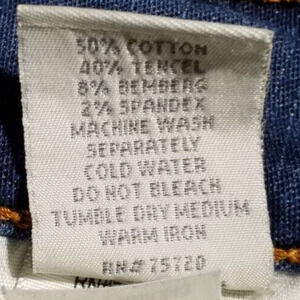 50% COTTON
40% TENCEL
8% BEMBERG
2% SPANDEX
MACHINE WASH
SEPARATELY
COLD WATER
DO NOT BLEACH
TUMBLE DRY MEDIUM
WARM IRON
RN# 75720